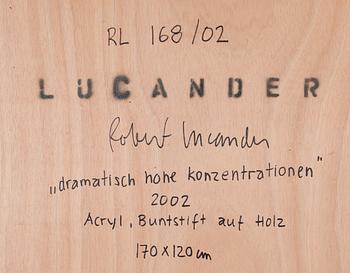 RL 168/02
LUCANDER
Robert Lucander
„dramatisch hohe konzentrationen"
2002
Acryl, Buntstift auf Holz
170 x 120 cm